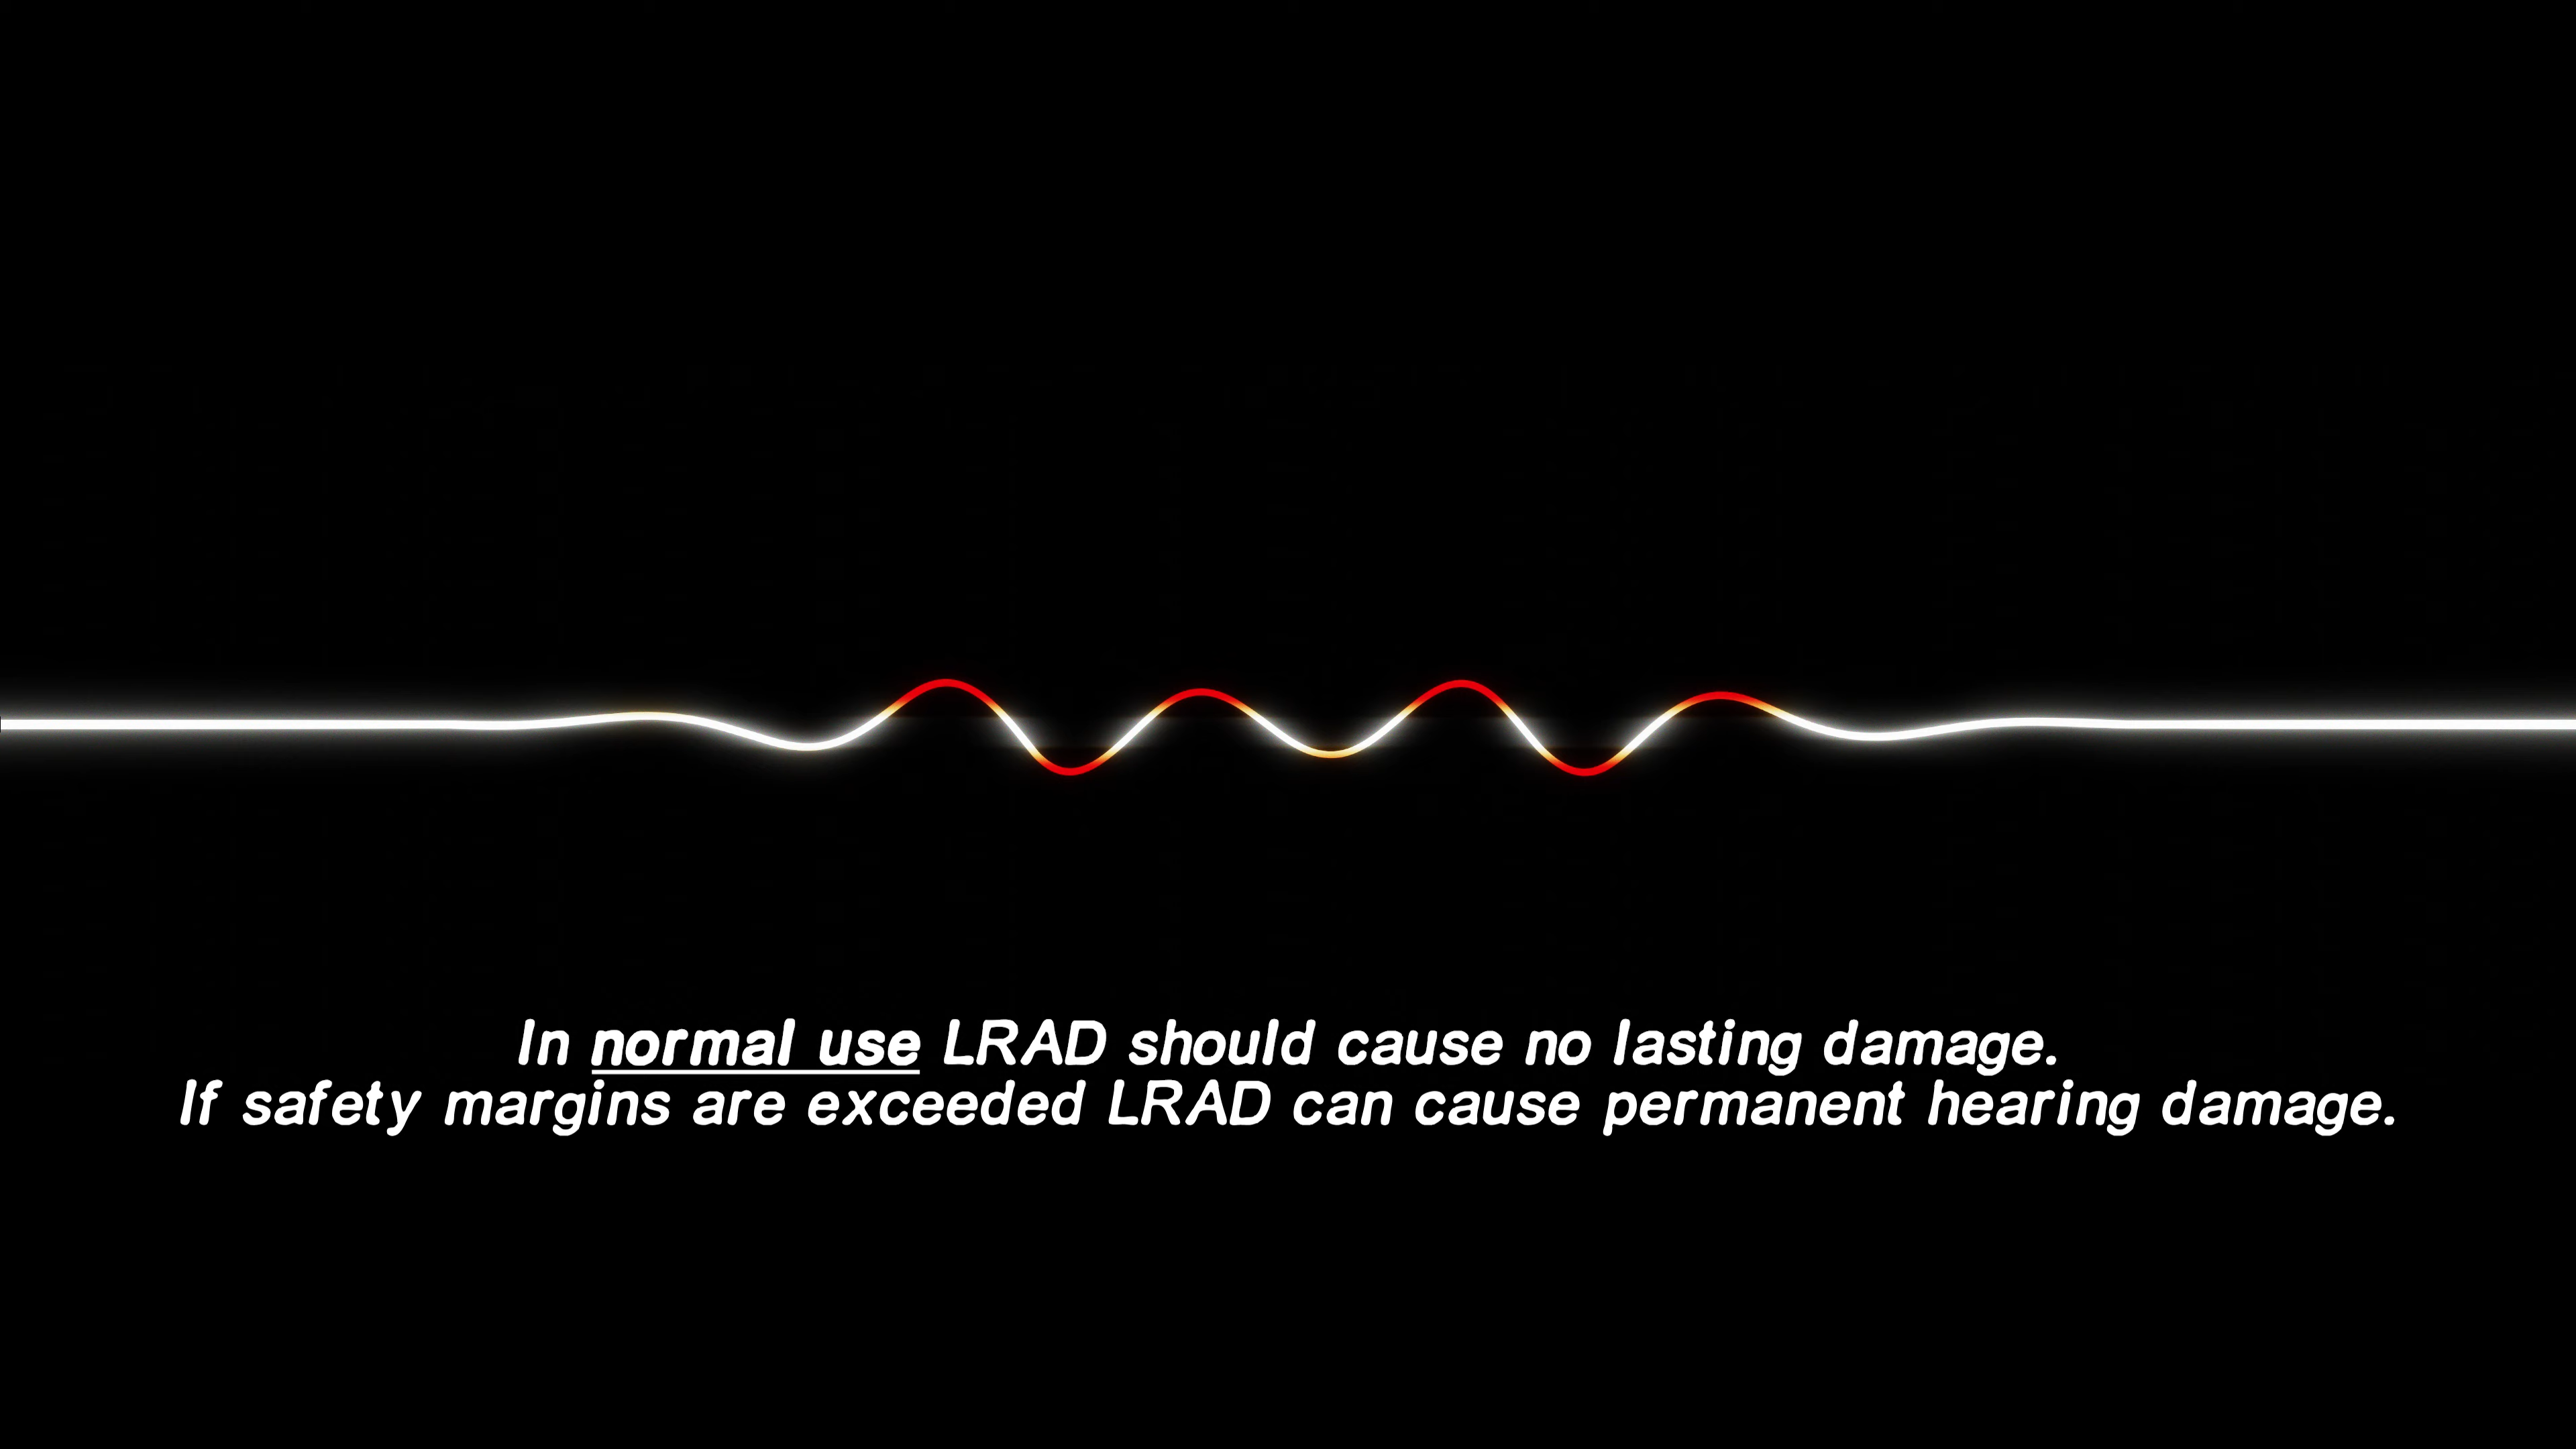 In normal use LRAD should cause no lasting damage.
If safety margins are exceeded LRAD can cause permanent hearing damage.